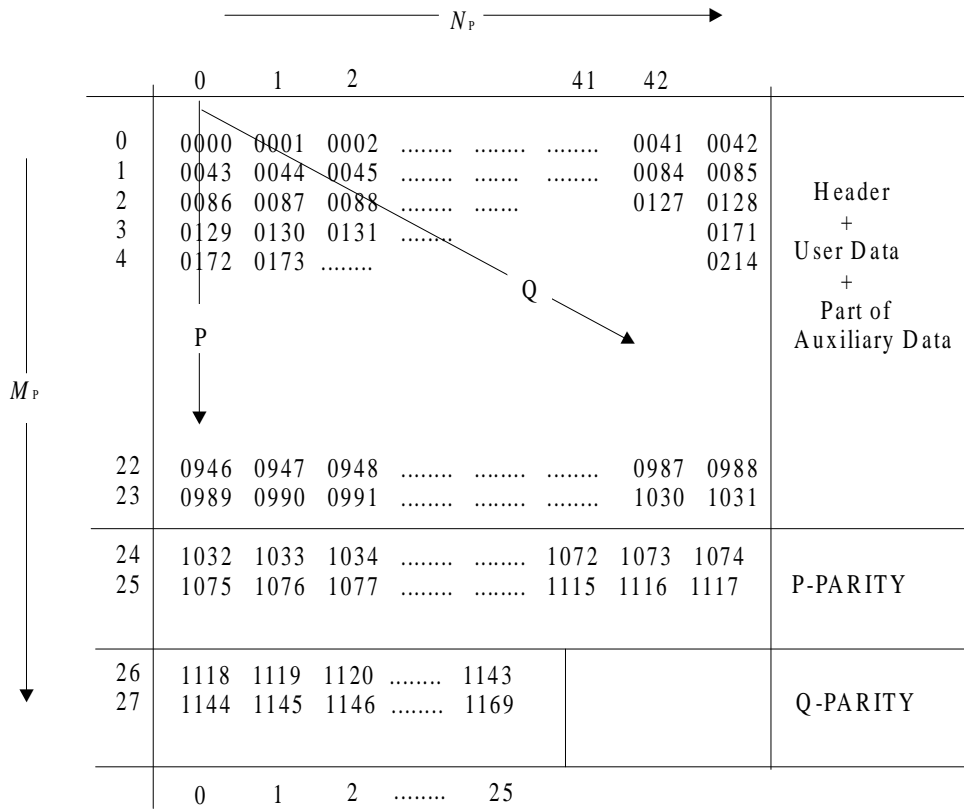 N P
0 1 2 41 42
0 0000 0001 0002 ........ ........ ........ 0041 0042
1 0043 0044 0045 ........ ....... ........ 0084 0085
2 0086 0087 0088 ........ ....... 0127 0128
3 0129 0130 0131 ........ 0171
4 0172 0173 ........ 0214
Header
+
User Data
+
Part of
Auxiliary Data
Q
P
M P
22 0946 0947 0948 ........ ........ ........ 0987 0988
23 0989 0990 0991 ........ ........ ........ 1030 1031
24 1032 1033 1034 ........ ........ 1072 1073 1074
25 1075 1076 1077 ........ ........ 1115 1116 1117
P-PARITY
26 1118 1119 1120 ........ 1143
27 1144 1145 1146 ........ 1169
Q-PARITY
0 1 2 ........ 25